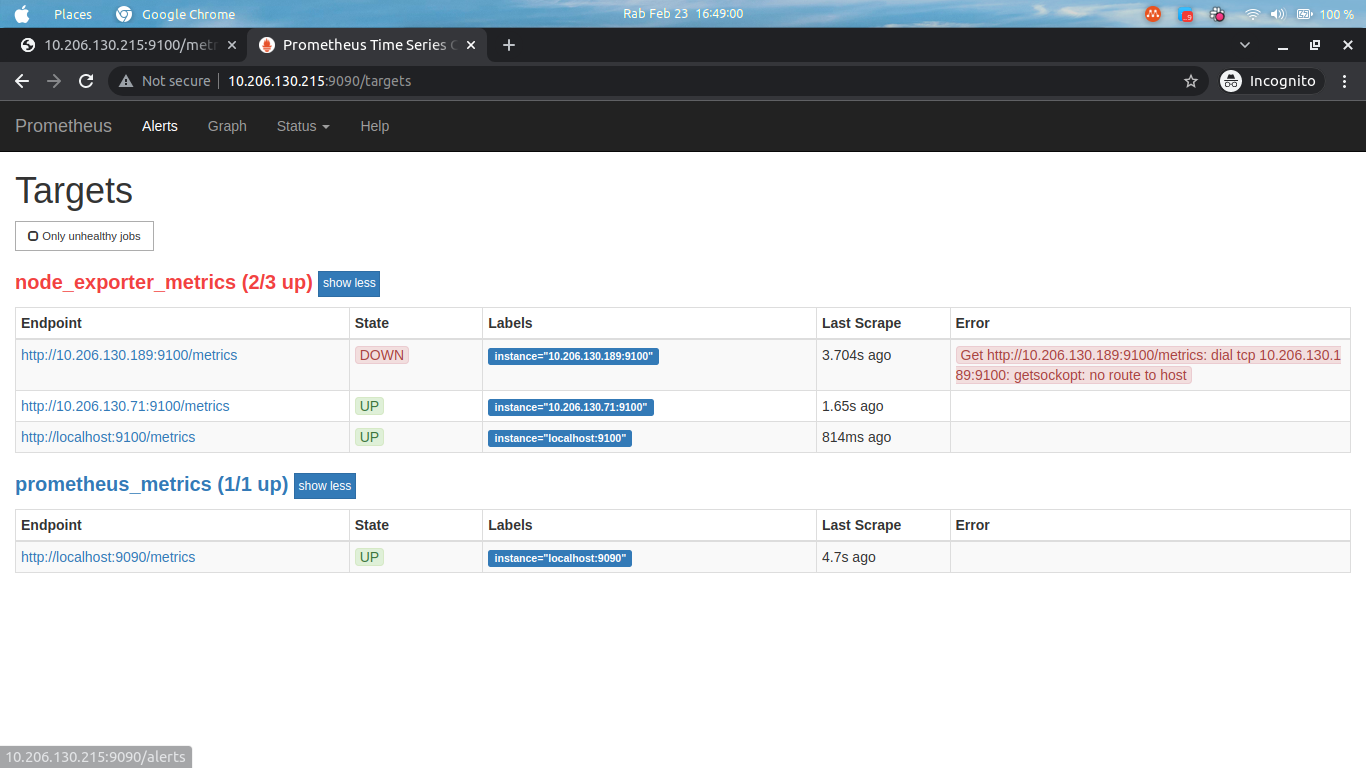 Places Google Chrome Rab Feb 23 16:49:00 9 100 %
10.206.130.215:9100/metr Prometheus Time Series C
Not secure 10.206.130.215:9090/targets Incognito
Prometheus Alerts Graph Status Help
Targets
Only unhealthy jobs
node_exporter_metrics (2/3 up) show less
Endpoint State Labels Last Scrape Error
http://10.206.130.189:9100/metrics DOWN instance="10.206.130.189:9100" 3.704s ago Get http://10.206.130.189:9100/metrics: dial tcp 10.206.130.1
89:9100: getsockopt: no route to host
http://10.206.130.71:9100/metrics UP instance="10.206.130.71:9100" 1.65s ago
http://localhost:9100/metrics UP instance="localhost:9100" 814ms ago
prometheus_metrics (1/1 up) show less
Endpoint State Labels Last Scrape Error
http://localhost:9090/metrics UP instance="localhost:9090" 4.7s ago
10.206.130.215:9090/alerts